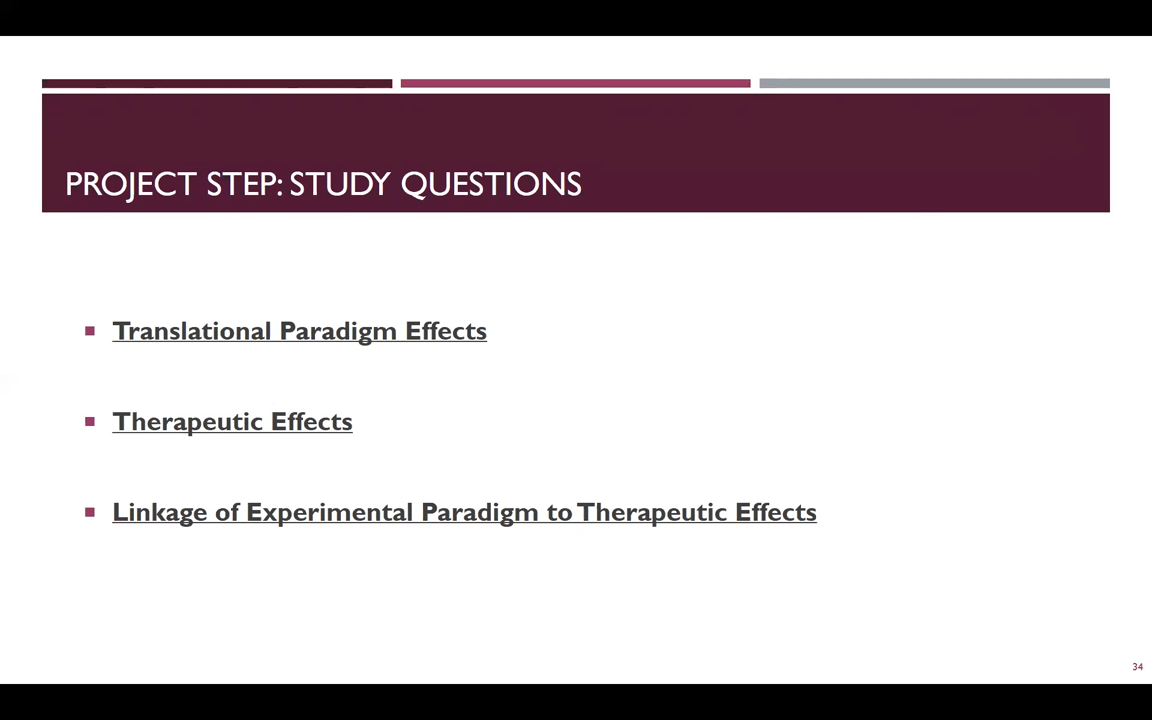 PROJECT STEP: STUDY QUESTIONS
Translational Paradigm Effects
Therapeutic Effects
Linkage of Experimental Paradigm to Therapeutic Effects
34